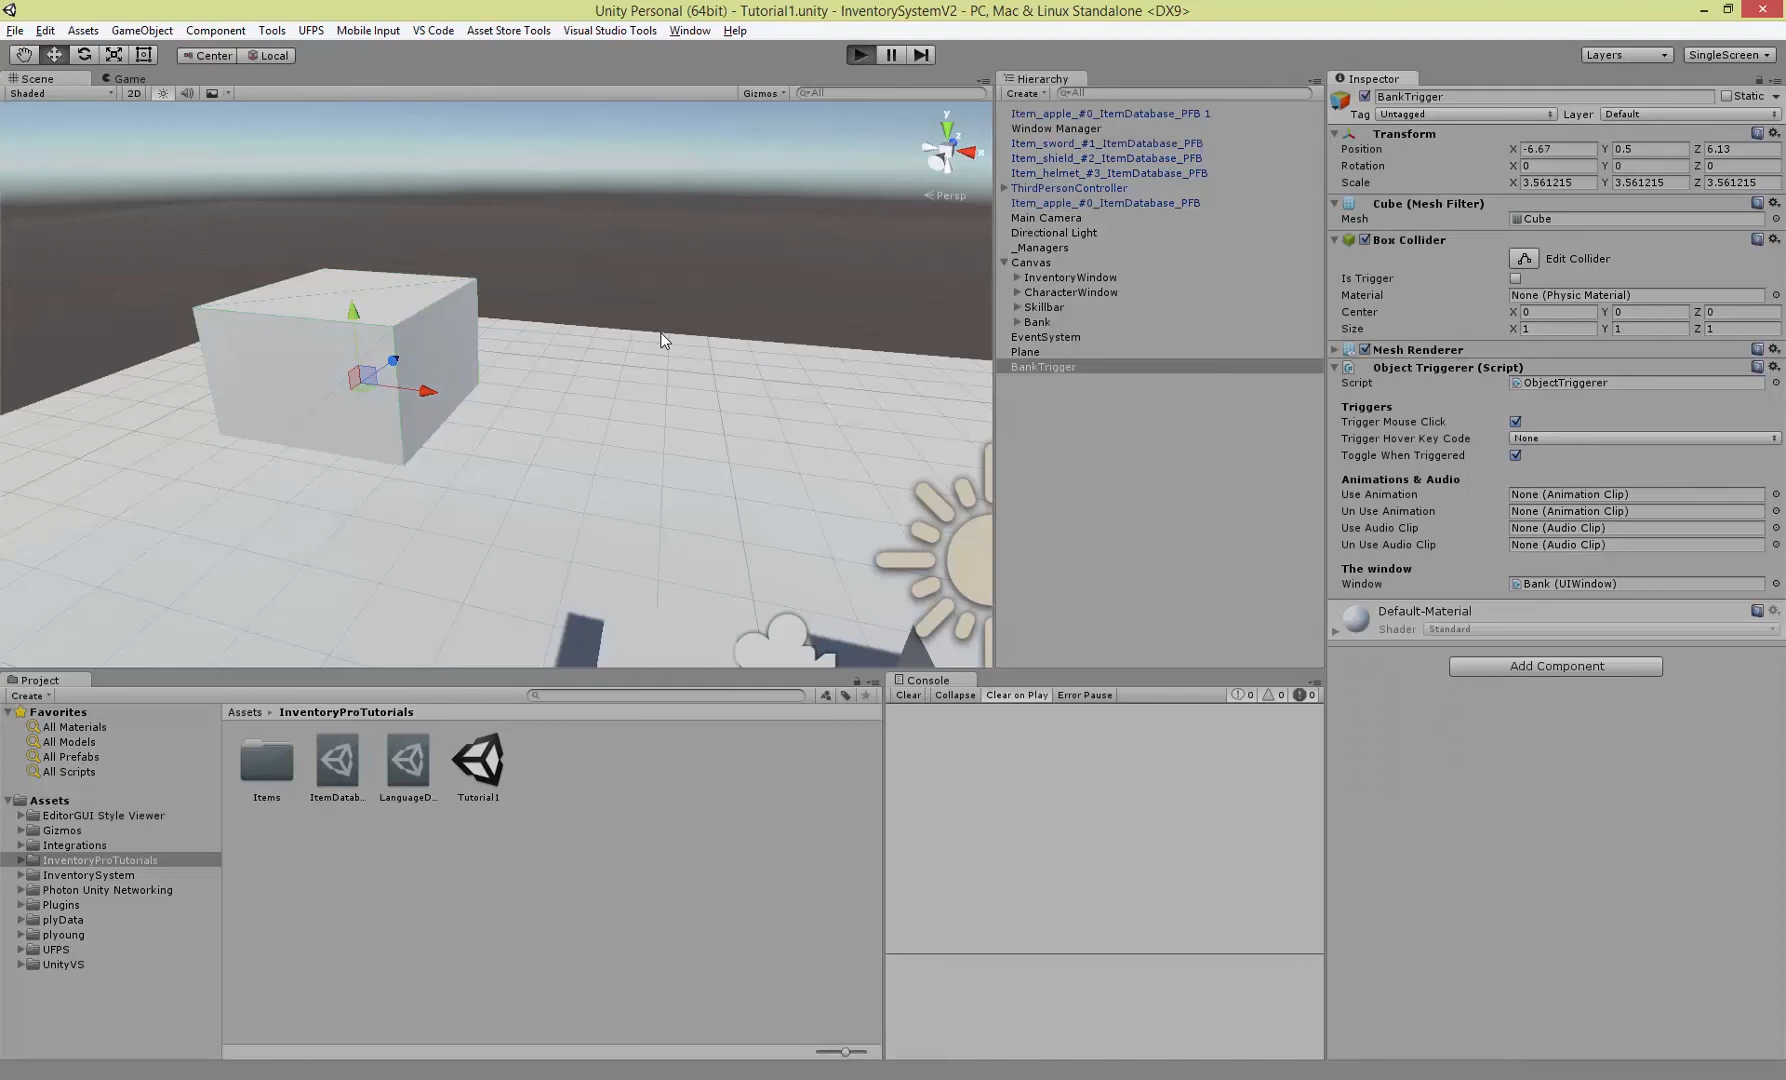 Unity Personal (64bit) - Tutorial1.unity - InventorySystemV2 - PC, Mac & Linux Standalone <DX9>
File Edit Assets GameObject Component Tools UFPS Mobile Input VS Code Asset Store Tools Visual Studio Tools Window Help
Center Local
Layers SingleScreen
Scene Game
Shaded 2D Gizmos All
y
z
x
Persp
Hierarchy
Create All
Item_apple_#0_ItemDatabase_PFB 1
Window Manager
Item_sword_#1_ItemDatabase_PFB
Item_shield_#2_ItemDatabase_PFB
Item_helmet_#3_ItemDatabase_PFB
ThirdPersonController
Item_apple_#0_ItemDatabase_PFB
Main Camera
Directional Light
_Managers
Canvas
InventoryWindow
CharacterWindow
Skillbar
Bank
EventSystem
Plane
BankTrigger
Inspector
BankTrigger Static
Tag Untagged Layer Default
Transform
Position X -6.67 Y 0.5 Z 6.13
Rotation X 0 Y 0 Z 0
Scale X 3.561215 Y 3.561215 Z 3.561215
Cube (Mesh Filter)
Mesh Cube
Box Collider
Edit Collider
Is Trigger
Material None (Physic Material)
Center X 0 Y 0 Z 0
Size X 1 Y 1 Z 1
Mesh Renderer
Object Triggerer (Script)
Script ObjectTriggerer
Triggers
Trigger Mouse Click
Trigger Hover Key Code None
Toggle When Triggered
Animations & Audio
Use Animation None (Animation Clip)
Un Use Animation None (Animation Clip)
Use Audio Clip None (Audio Clip)
Un Use Audio Clip None (Audio Clip)
The window
Window Bank (UIWindow)
Default-Material
Shader Standard
Add Component
Project
Create
Favorites
All Materials
All Models
All Prefabs
All Scripts
Assets
EditorGUI Style Viewer
Gizmos
Integrations
InventoryProTutorials
InventorySystem
Photon Unity Networking
Plugins
plyData
plyoung
UFPS
UnityVS
Assets InventoryProTutorials
Items ItemDatab... LanguageD... Tutorial1
Console
Clear Collapse Clear on Play Error Pause 0 0 0